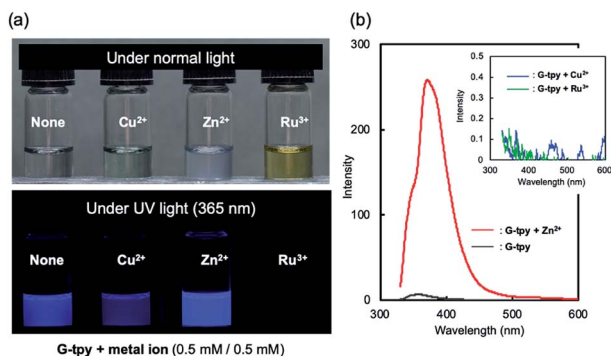 (a)
Under normal light
None Cu²⁺ Zn²⁺ Ru³⁺
Under UV light (365 nm)
None Cu²⁺ Zn²⁺ Ru³⁺
G-tpy + metal ion (0.5 mM / 0.5 mM)
(b)
300
200
100
0
Intensity
300 400 500 600
Wavelength (nm)
: G-tpy + Zn²⁺
: G-tpy
0.5
0.4
0.3
0.2
0.1
0
Intensity
: G-tpy + Cu²⁺
: G-tpy + Ru³⁺
300 400 500 600
Wavelength (nm)